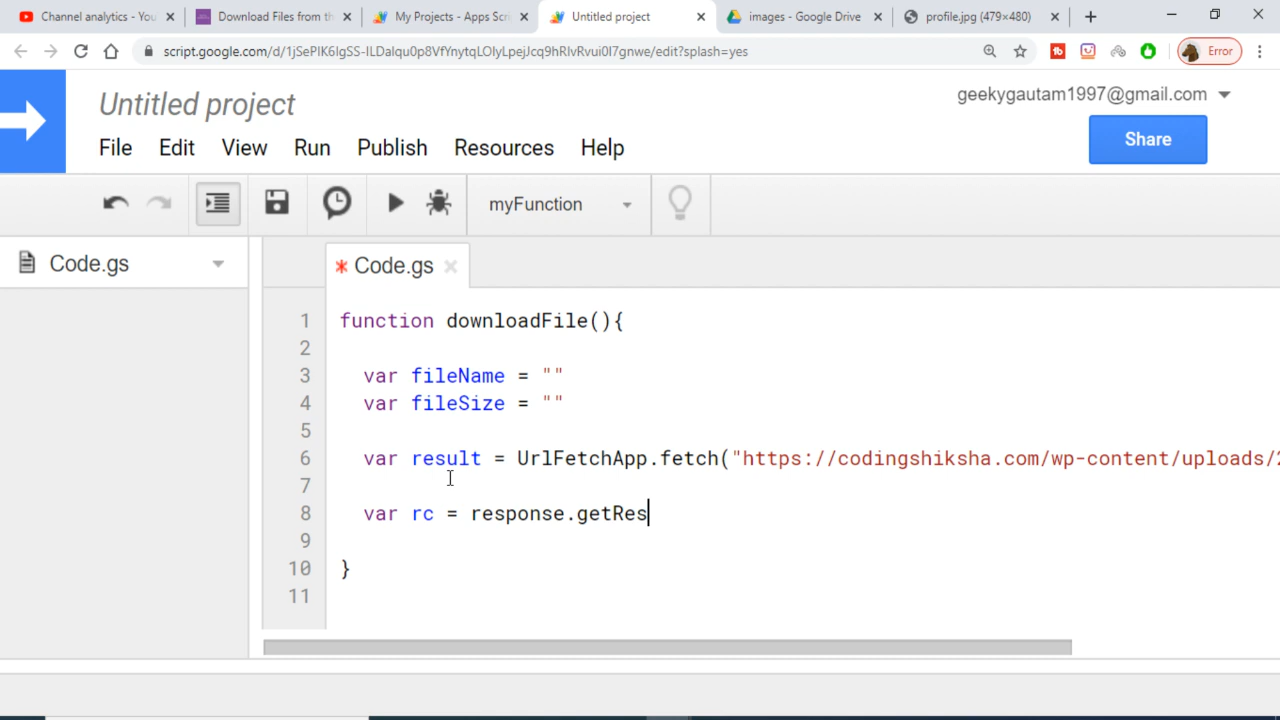 Channel analytics - You
Download Files from th
My Projects - Apps Scr
Untitled project
images - Google Drive
profile.jpg (479×480)
script.google.com/d/1jSePlK6IgSS-ILDaIqu0p8VfYnytqLOIyLpejJcq9hRlvRvui0l7gnwe/edit?splash=yes
Error
Untitled project
geekygautam1997@gmail.com
File Edit View Run Publish Resources Help
Share
myFunction
Code.gs
* Code.gs
1 function downloadFile(){
2
3 var fileName = ""
4 var fileSize = ""
5
6 var result = UrlFetchApp.fetch("https://codingshiksha.com/wp-content/uploads/2
7
8 var rc = response.getRes
9
10 }
11